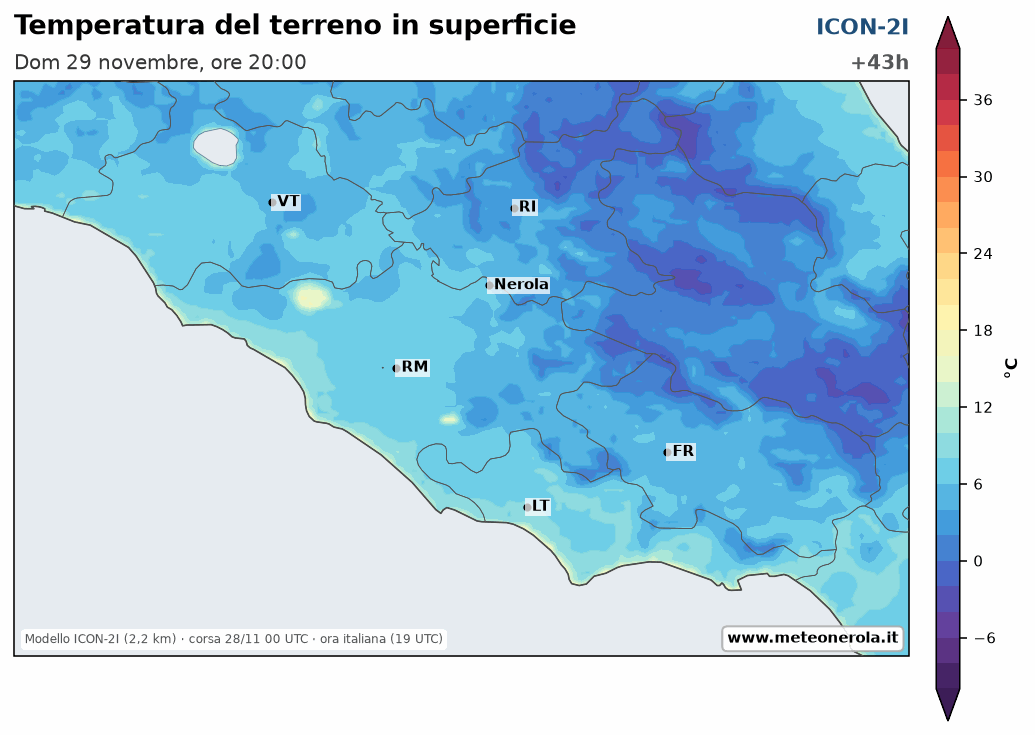 Temperatura del terreno in superficie
ICON-2I
Dom 29 novembre, ore 20:00
+43h
VT
RI
Nerola
RM
FR
LT
36
30
24
18
12
6
0
−6
°C
Modello ICON-2I (2,2 km) · corsa 28/11 00 UTC · ora italiana (19 UTC)
www.meteonerola.it